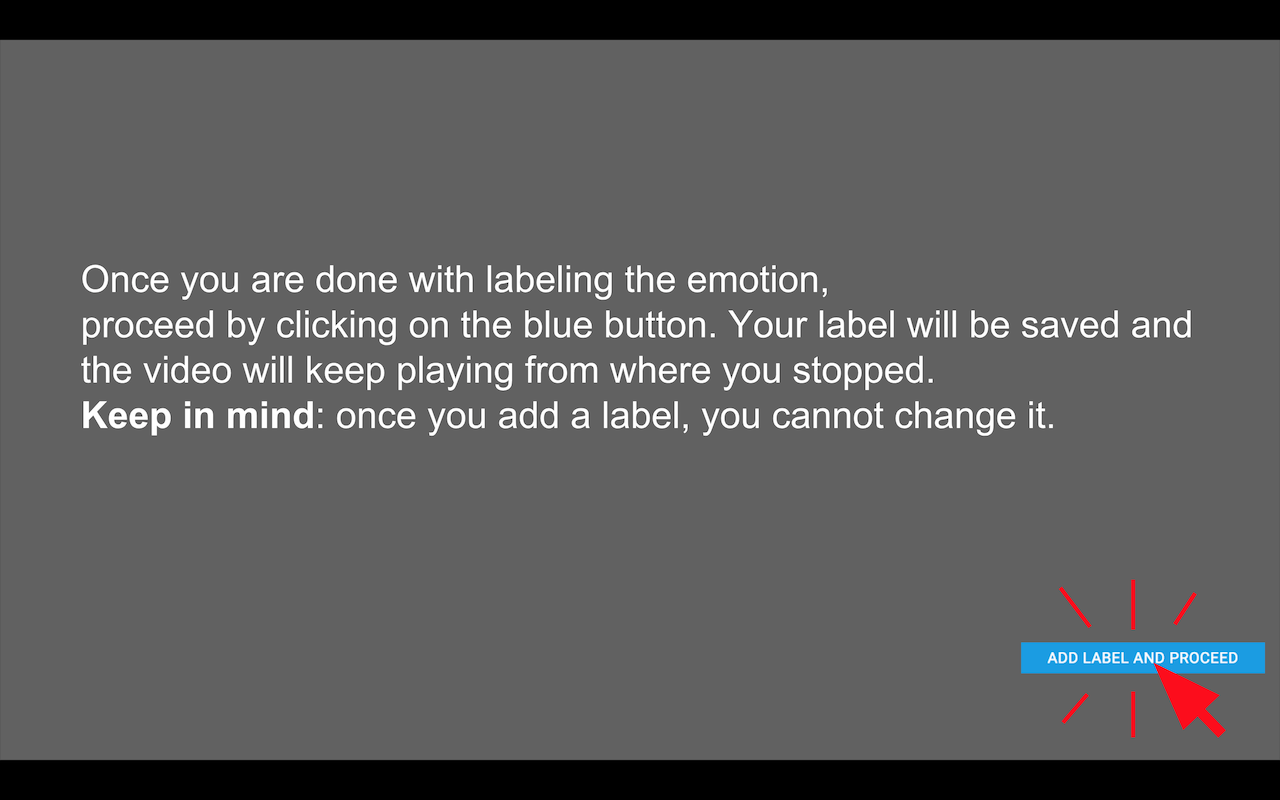 Once you are done with labeling the emotion,
proceed by clicking on the blue button. Your label will be saved and
the video will keep playing from where you stopped.
Keep in mind: once you add a label, you cannot change it.
ADD LABEL AND PROCEED